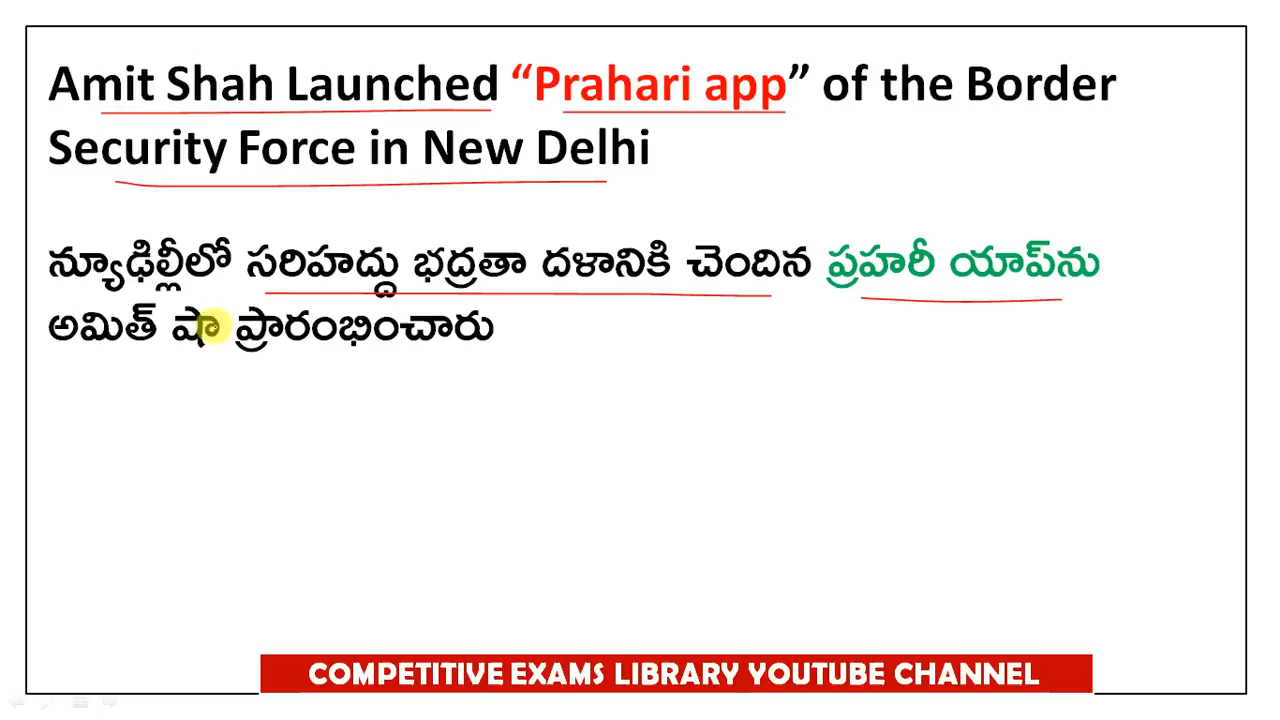 Amit Shah Launched “Prahari app” of the Border
Security Force in New Delhi
న్యూఢిల్లీలో సరిహద్దు భద్రతా దళానికి చెందిన ప్రహరీ యాప్‌ను
అమిత్ షా ప్రారంభించారు
COMPETITIVE EXAMS LIBRARY YOUTUBE CHANNEL